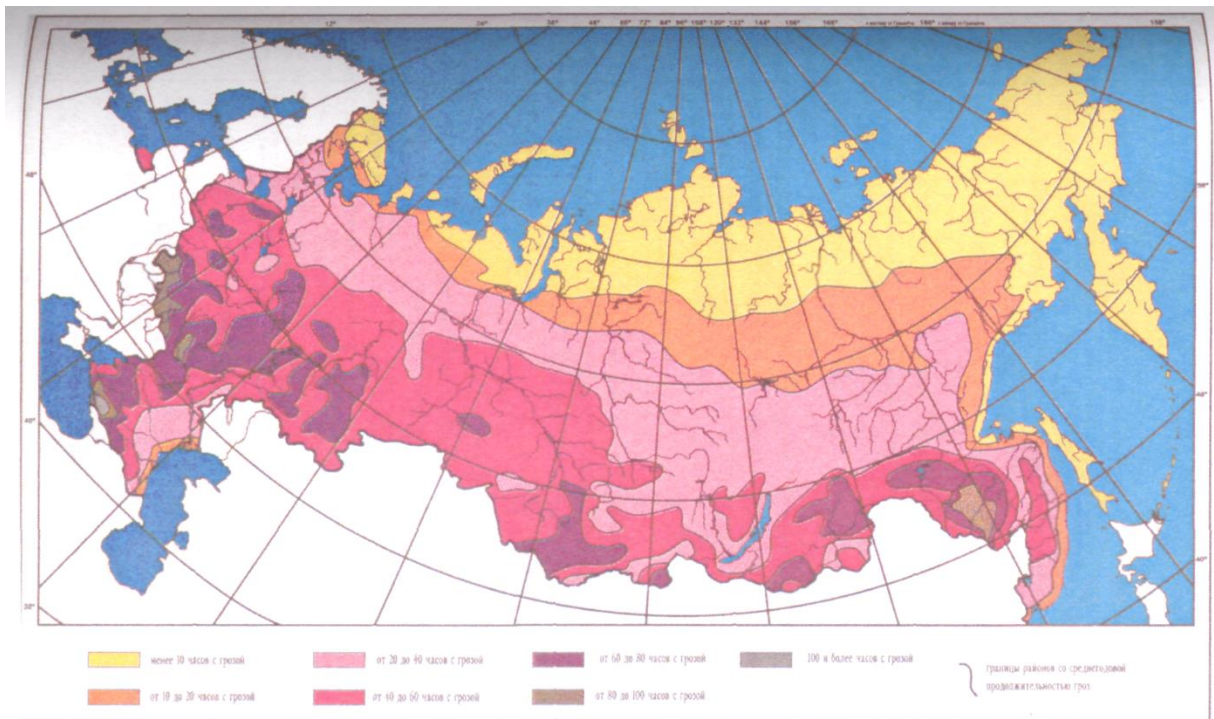 12° 24° 36° 48° 60° 72° 84° 96° 108° 120° 132° 144° 156° 168° 180° 168°
48°
40°
32°
56°
48°
40°
менее 10 часов с грозой
от 20 до 40 часов с грозой
от 60 до 80 часов с грозой
100 и более часов с грозой
от 10 до 20 часов с грозой
от 40 до 60 часов с грозой
от 80 до 100 часов с грозой
границы районов со среднегодовой
продолжительностью гроз